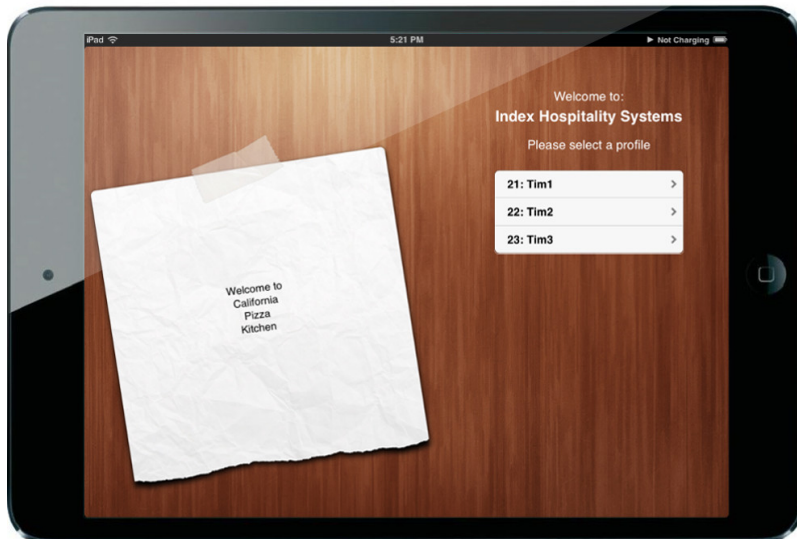 iPad
5:21 PM
Not Charging
Welcome to:
Index Hospitality Systems
Please select a profile
21: Tim1
22: Tim2
23: Tim3
Welcome to
California
Pizza
Kitchen